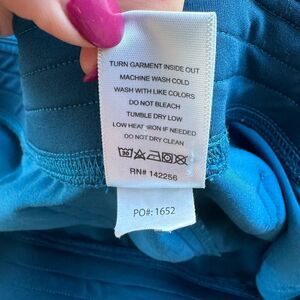 TURN GARMENT INSIDE OUT
MACHINE WASH COLD
WASH WITH LIKE COLORS
DO NOT BLEACH
TUMBLE DRY LOW
LOW HEAT IRON IF NEEDED
DO NOT DRY CLEAN
RN# 142256
PO#: 1652